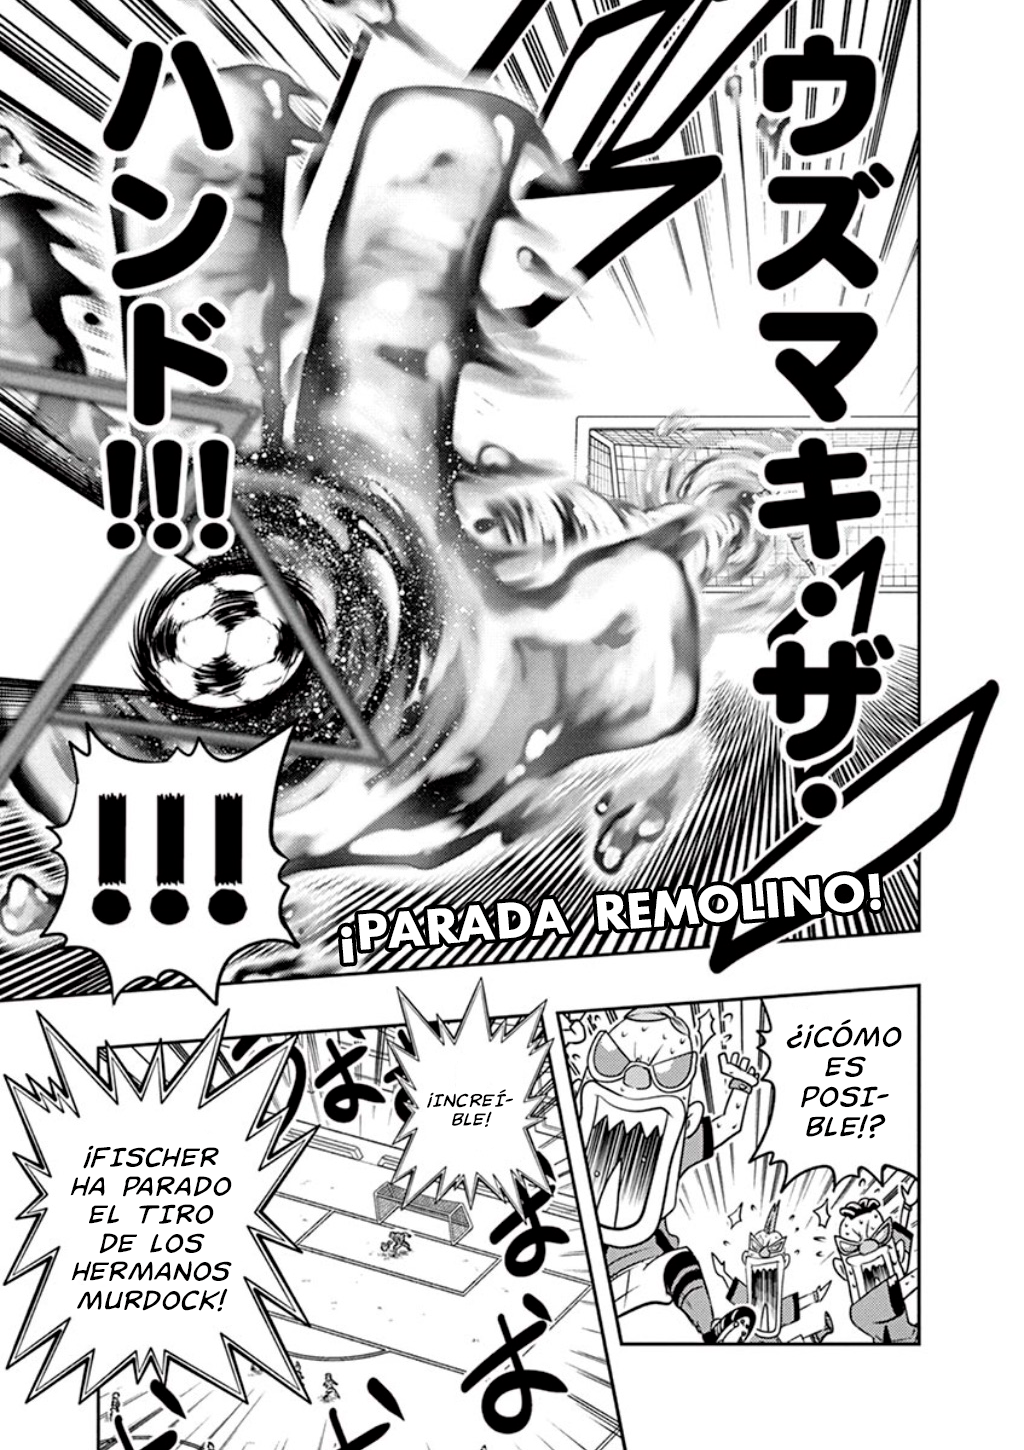 ウズマキ・ザ・
ハンド!!!
!!!
¡PARADA REMOLINO!
¿¡CÓMO
ES
POSI-
BLE!?
¡INCREÍ-
BLE!
¡FISCHER
HA PARADO
EL TIRO
DE LOS
HERMANOS
MURDOCK!